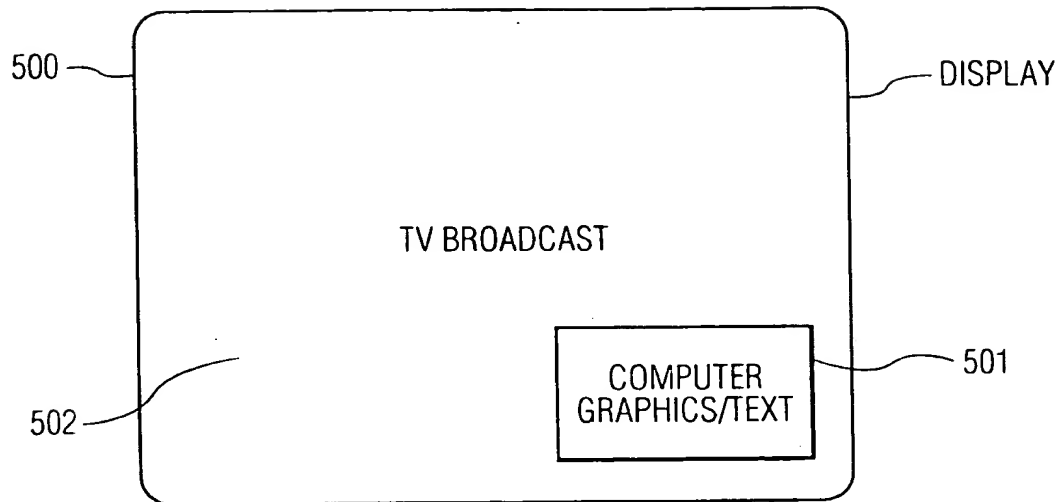 500
DISPLAY
TV BROADCAST
COMPUTER
GRAPHICS/TEXT
501
502